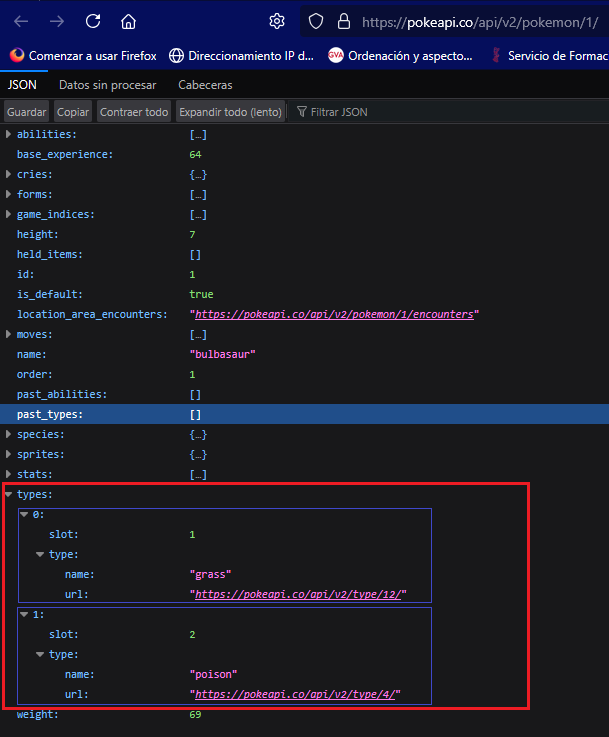 https://pokeapi.co/api/v2/pokemon/1/
Comenzar a usar Firefox Direccionamiento IP d... GVA Ordenación y aspecto... Servicio de Formac
JSON Datos sin procesar Cabeceras
Guardar Copiar Contraer todo Expandir todo (lento) Filtrar JSON
abilities: […]
base_experience: 64
cries: {…}
forms: […]
game_indices: […]
height: 7
held_items: []
id: 1
is_default: true
location_area_encounters: "https://pokeapi.co/api/v2/pokemon/1/encounters"
moves: […]
name: "bulbasaur"
order: 1
past_abilities: []
past_types: []
species: {…}
sprites: {…}
stats: […]
types:
0:
slot: 1
type:
name: "grass"
url: "https://pokeapi.co/api/v2/type/12/"
1:
slot: 2
type:
name: "poison"
url: "https://pokeapi.co/api/v2/type/4/"
weight: 69